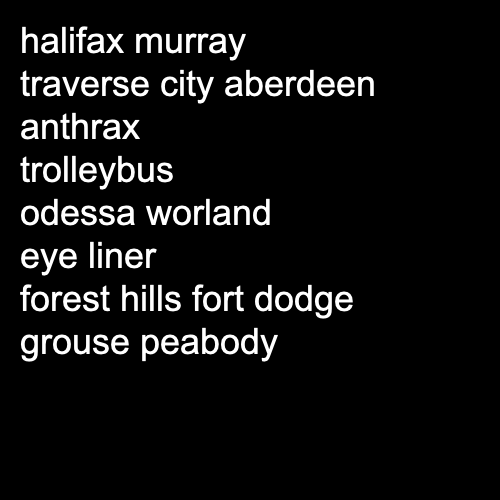 halifax murray
traverse city aberdeen
anthrax
trolleybus
odessa worland
eye liner
forest hills fort dodge
grouse peabody